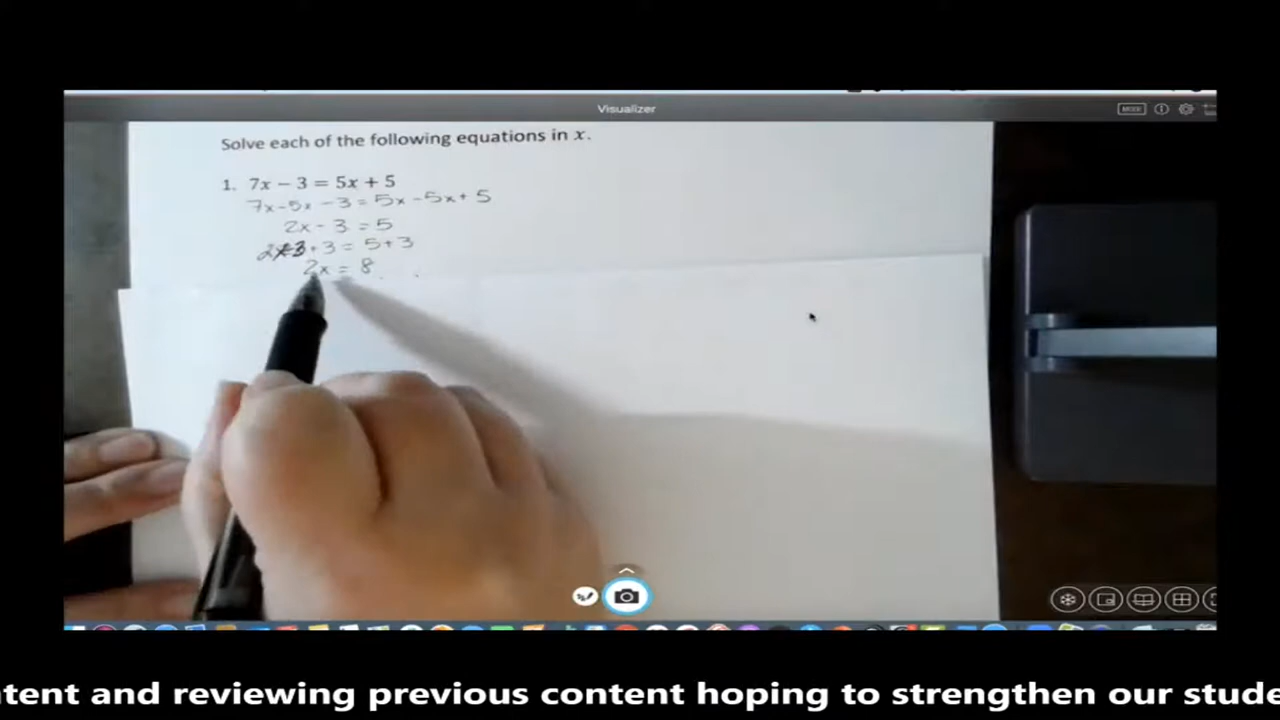 Visualizer
MODE
Solve each of the following equations in x.
1. 7x − 3 = 5x + 5
7x-5x -3 = 5x -5x + 5
2x - 3 = 5
+3 = 5+3
2x = 8
tent and reviewing previous content hoping to strengthen our stude